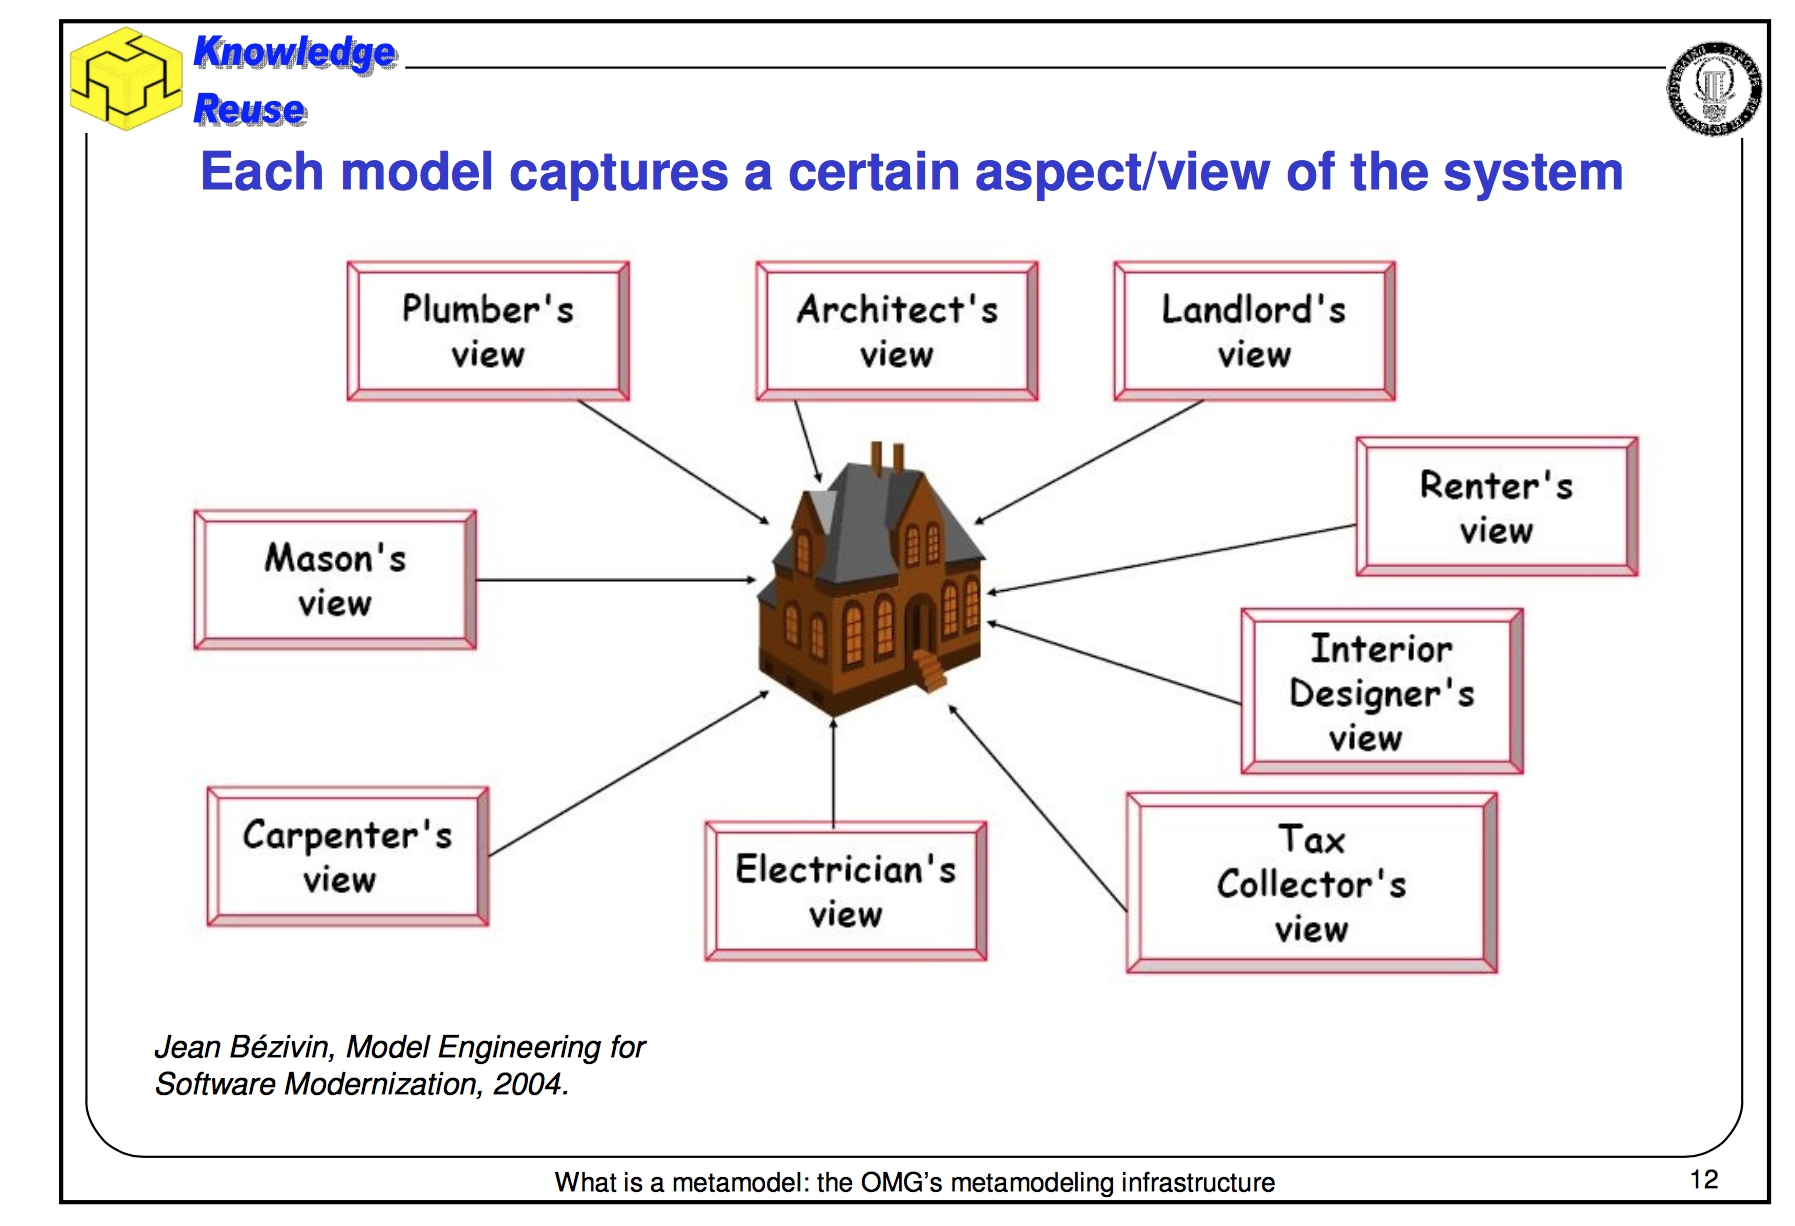 Knowledge
Reuse
Each model captures a certain aspect/view of the system
Plumber's
view
Architect's
view
Landlord's
view
Renter's
view
Mason's
view
Interior
Designer's
view
Carpenter's
view
Electrician's
view
Tax
Collector's
view
Jean Bézivin, Model Engineering for
Software Modernization, 2004.
What is a metamodel: the OMG’s metamodeling infrastructure
12